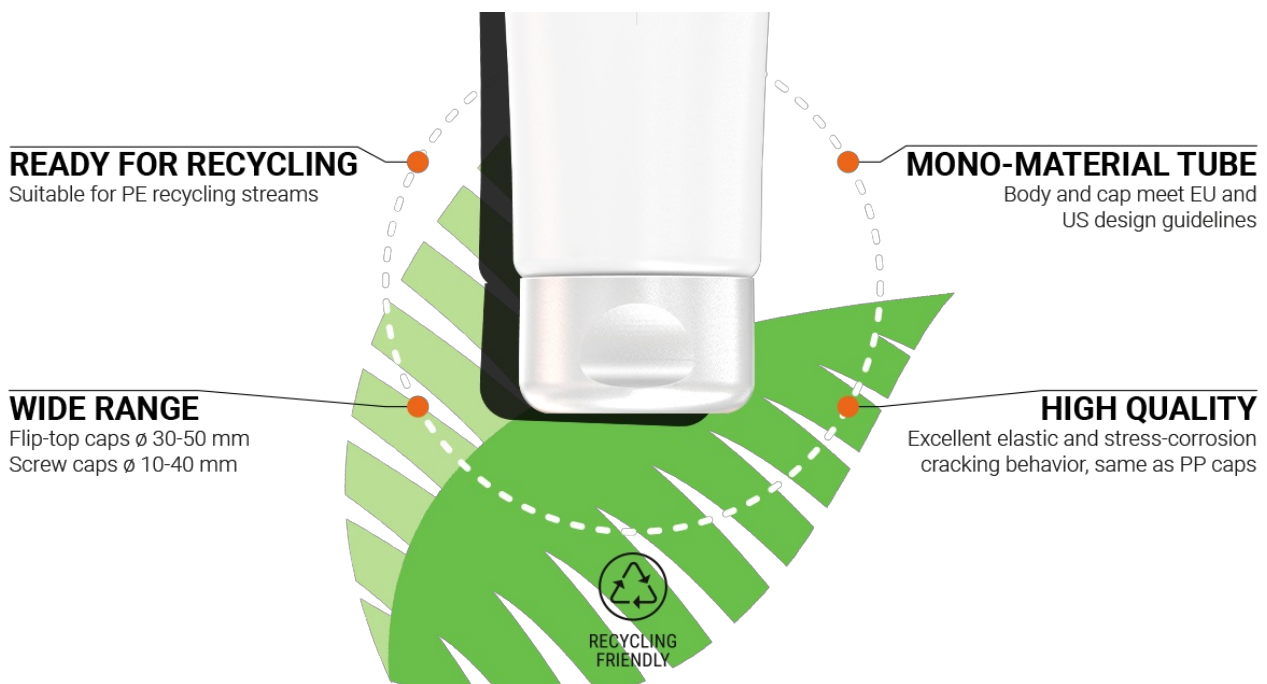 READY FOR RECYCLING
Suitable for PE recycling streams
MONO-MATERIAL TUBE
Body and cap meet EU and
US design guidelines
WIDE RANGE
Flip-top caps ø 30-50 mm
Screw caps ø 10-40 mm
HIGH QUALITY
Excellent elastic and stress-corrosion
cracking behavior, same as PP caps
RECYCLING
FRIENDLY